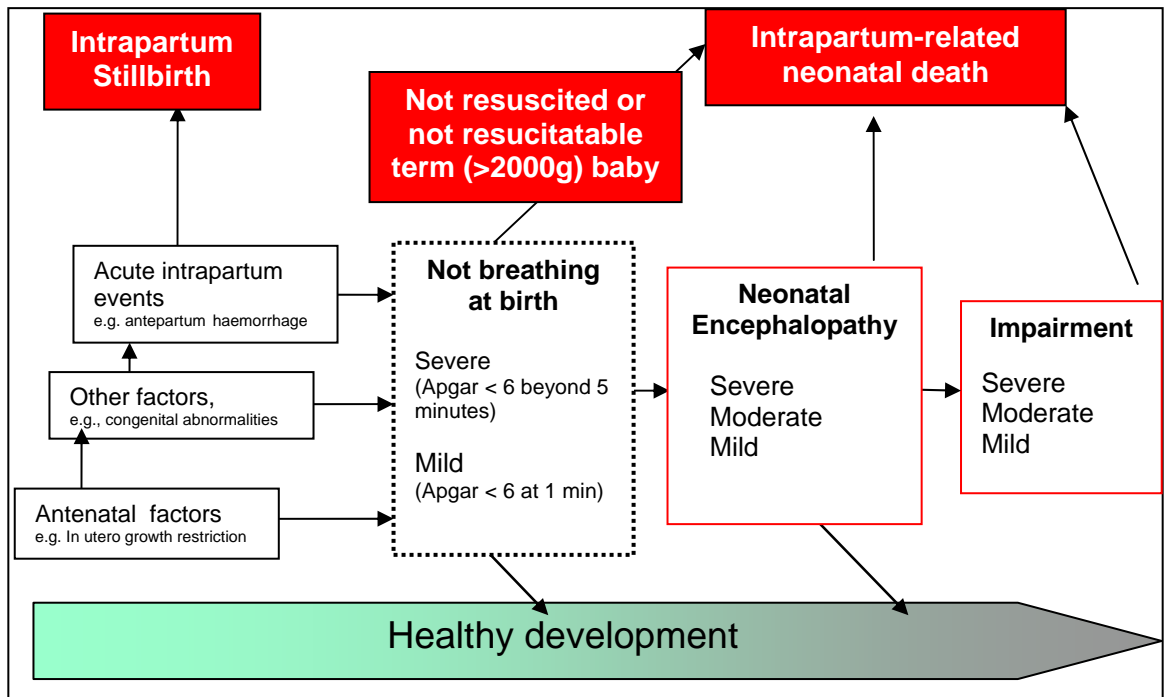 Intrapartum
Stillbirth
Intrapartum-related
neonatal death
Not resuscited or
not resucitatable
term (>2000g) baby
Acute intrapartum
events
e.g. antepartum haemorrhage
Other factors,
e.g., congenital abnormalities
Antenatal factors
e.g. In utero growth restriction
Not breathing
at birth
Severe
(Apgar < 6 beyond 5
minutes)
Mild
(Apgar < 6 at 1 min)
Neonatal
Encephalopathy
Severe
Moderate
Mild
Impairment
Severe
Moderate
Mild
Healthy development